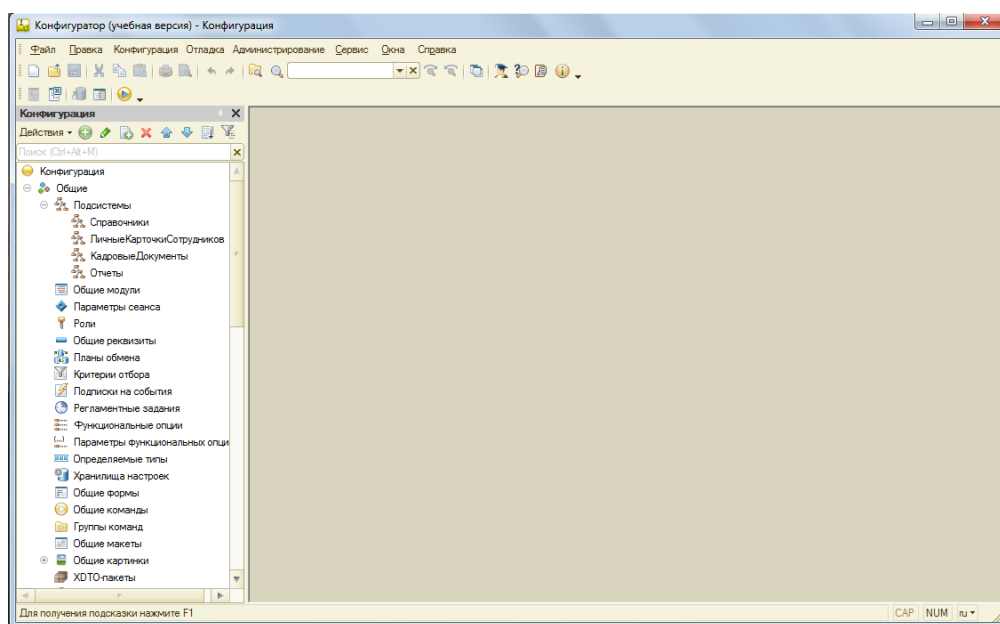 Конфигуратор (учебная версия) - Конфигурация
Файл Правка Конфигурация Отладка Администрирование Сервис Окна Справка
Конфигурация
Действия
Поиск (Ctrl+Alt+M)
Конфигурация
Общие
Подсистемы
Справочники
ЛичныеКарточкиСотрудников
КадровыеДокументы
Отчеты
Общие модули
Параметры сеанса
Роли
Общие реквизиты
Планы обмена
Критерии отбора
Подписки на события
Регламентные задания
Функциональные опции
Параметры функциональных опци
Определяемые типы
Хранилища настроек
Общие формы
Общие команды
Группы команд
Общие макеты
Общие картинки
XDTO-пакеты
Для получения подсказки нажмите F1
CAP NUM ru